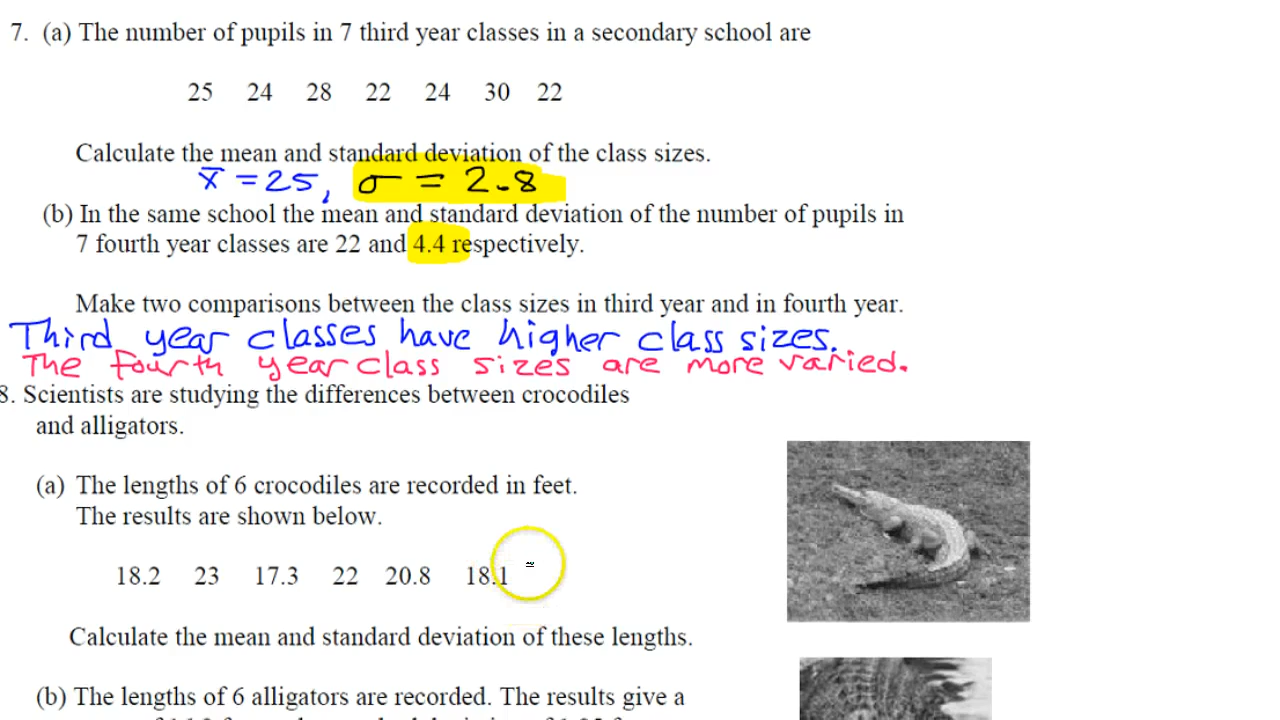 7. (a) The number of pupils in 7 third year classes in a secondary school are
25 24 28 22 24 30 22
Calculate the mean and standard deviation of the class sizes.
x̄ = 25, σ = 2.8
(b) In the same school the mean and standard deviation of the number of pupils in
7 fourth year classes are 22 and 4.4 respectively.
Make two comparisons between the class sizes in third year and in fourth year.
Third year classes have higher class sizes.
The fourth year class sizes are more varied.
8. Scientists are studying the differences between crocodiles
and alligators.
(a) The lengths of 6 crocodiles are recorded in feet.
The results are shown below.
18.2 23 17.3 22 20.8 18.1
Calculate the mean and standard deviation of these lengths.
(b) The lengths of 6 alligators are recorded. The results give a